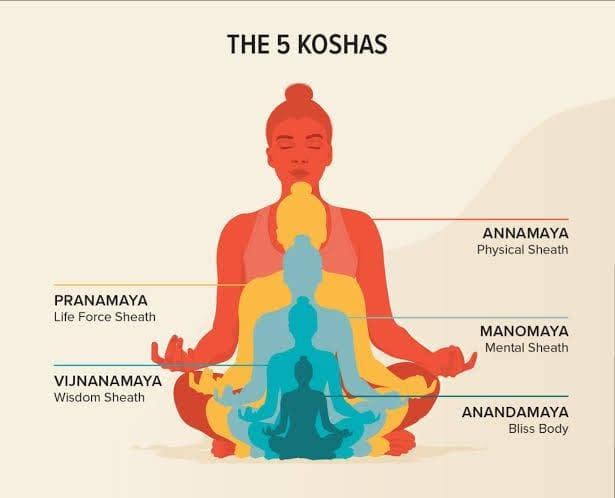 THE 5 KOSHAS
ANNAMAYA
Physical Sheath
PRANAMAYA
Life Force Sheath
MANOMAYA
Mental Sheath
VIJNANAMAYA
Wisdom Sheath
ANANDAMAYA
Bliss Body